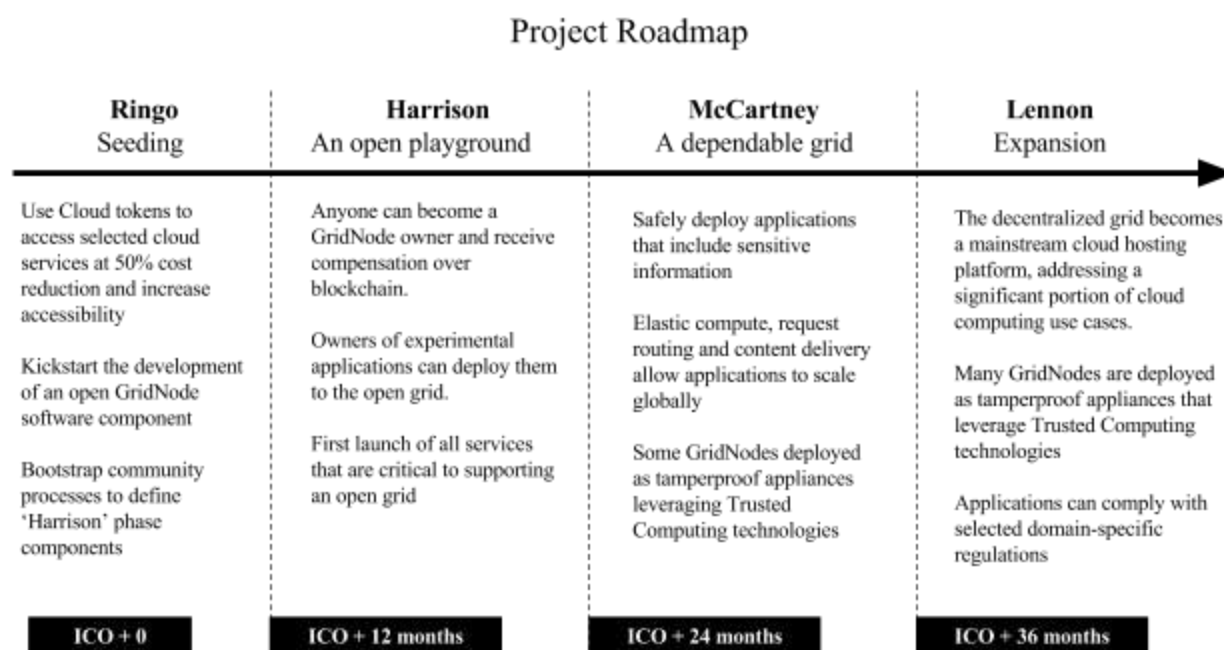 Project Roadmap
Ringo
Seeding
Use Cloud tokens to
access selected cloud
services at 50% cost
reduction and increase
accessibility
Kickstart the development
of an open GridNode
software component
Bootstrap community
processes to define
‘Harrison’ phase
components
ICO + 0
Harrison
An open playground
Anyone can become a
GridNode owner and receive
compensation over
blockchain.
Owners of experimental
applications can deploy them
to the open grid.
First launch of all services
that are critical to supporting
an open grid
ICO + 12 months
McCartney
A dependable grid
Safely deploy applications
that include sensitive
information
Elastic compute, request
routing and content delivery
allow applications to scale
globally
Some GridNodes deployed
as tamperproof appliances
leveraging Trusted
Computing technologies
ICO + 24 months
Lennon
Expansion
The decentralized grid becomes
a mainstream cloud hosting
platform, addressing a
significant portion of cloud
computing use cases.
Many GridNodes are deployed
as tamperproof appliances that
leverage Trusted Computing
technologies
Applications can comply with
selected domain-specific
regulations
ICO + 36 months